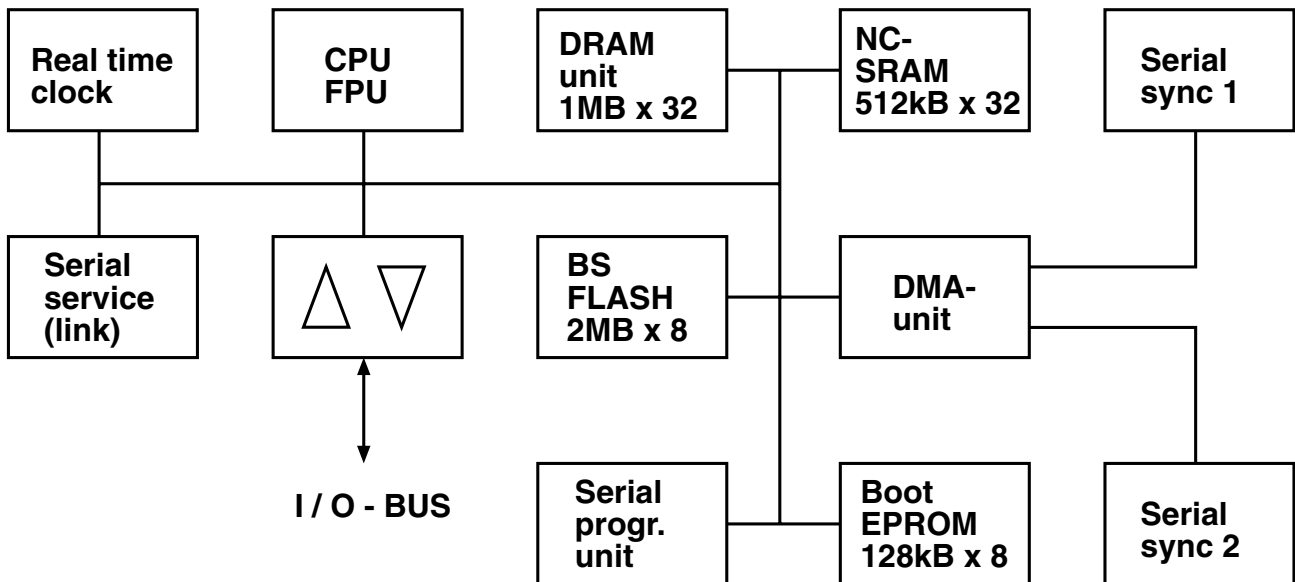 Real time
clock
CPU
FPU
DRAM
unit
1MB x 32
NC-
SRAM
512kB x 32
Serial
sync 1
Serial
service
(link)
BS
FLASH
2MB x 8
DMA-
unit
I / O - BUS
Serial
progr.
unit
Boot
EPROM
128kB x 8
Serial
sync 2